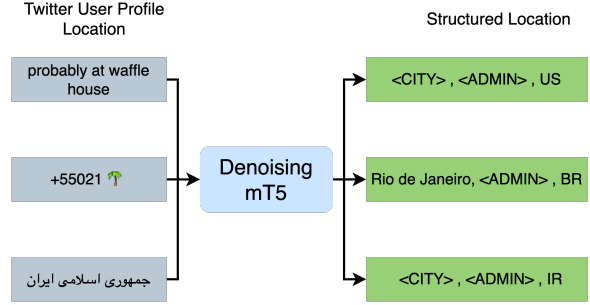 Twitter User Profile
Location
Structured Location
probably at waffle
house
<CITY> , <ADMIN> , US
+55021 🌴
Denoising
mT5
Rio de Janeiro, <ADMIN> , BR
جمهوری اسلامی ایران
<CITY> , <ADMIN> , IR